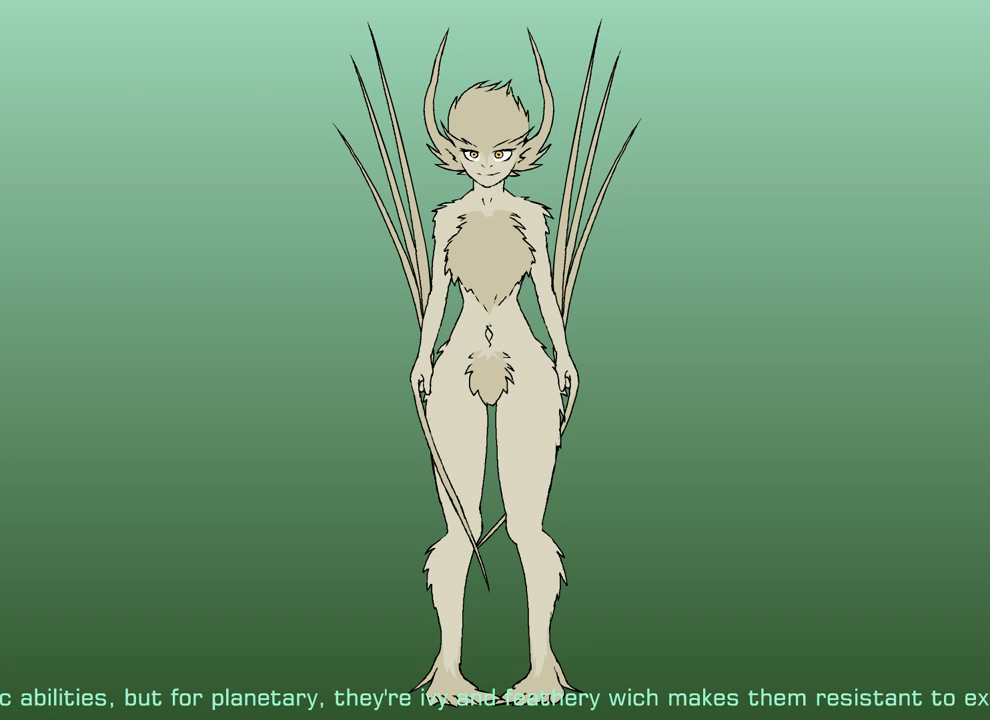 c abilities, but for planetary, they're ivy and feathery wich makes them resistant to ex